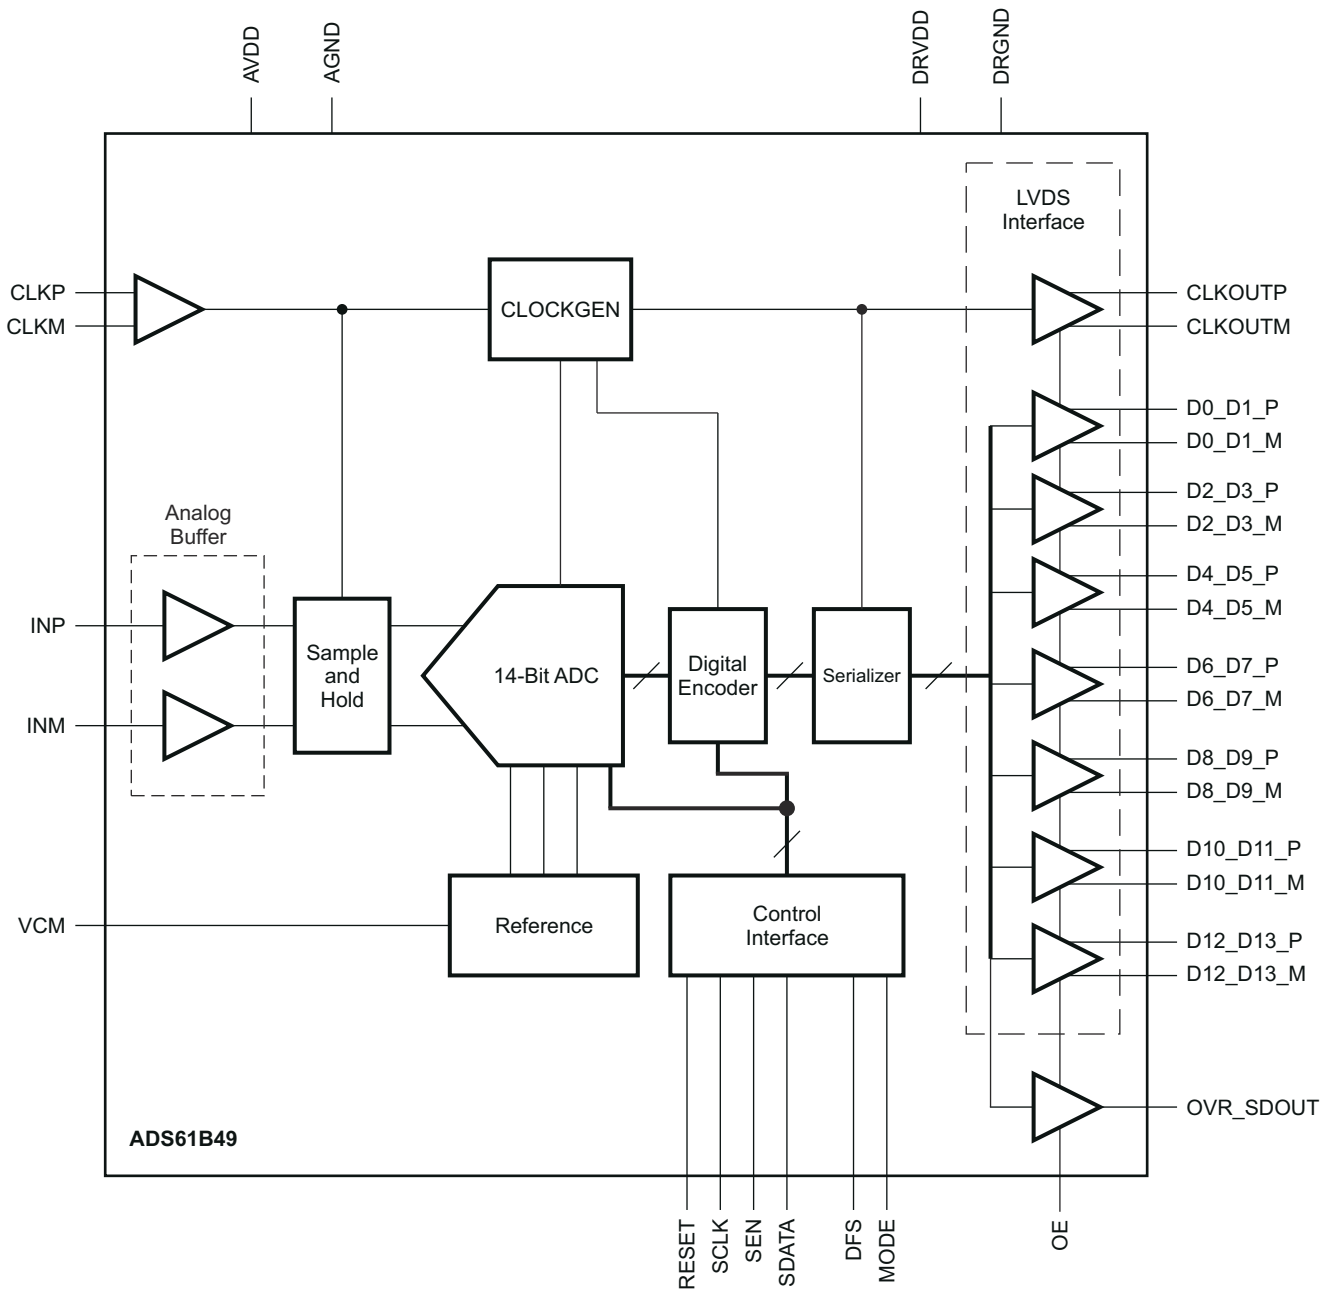 AVDD
AGND
DRVDD
DRGND
LVDS
Interface
CLKP
CLKM
CLOCKGEN
CLKOUTP
CLKOUTM
D0_D1_P
D0_D1_M
D2_D3_P
D2_D3_M
Analog
Buffer
D4_D5_P
D4_D5_M
INP
INM
Sample
and
Hold
14-Bit ADC
Digital
Encoder
Serializer
D6_D7_P
D6_D7_M
D8_D9_P
D8_D9_M
D10_D11_P
D10_D11_M
VCM
Reference
Control
Interface
D12_D13_P
D12_D13_M
OVR_SDOUT
ADS61B49
RESET
SCLK
SEN
SDATA
DFS
MODE
OE